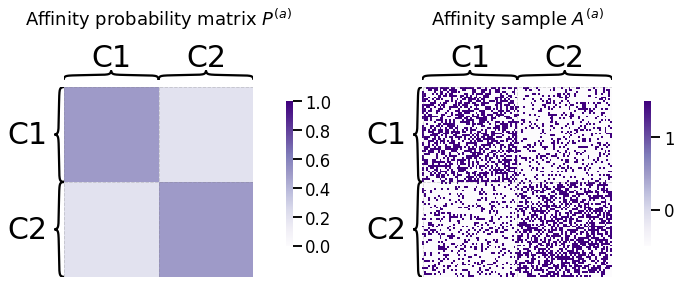 Affinity probability matrix P^(a)
C1 C2
C1
C2
1.0
0.8
0.6
0.4
0.2
0.0
Affinity sample A^(a)
C1 C2
C1
C2
1
0